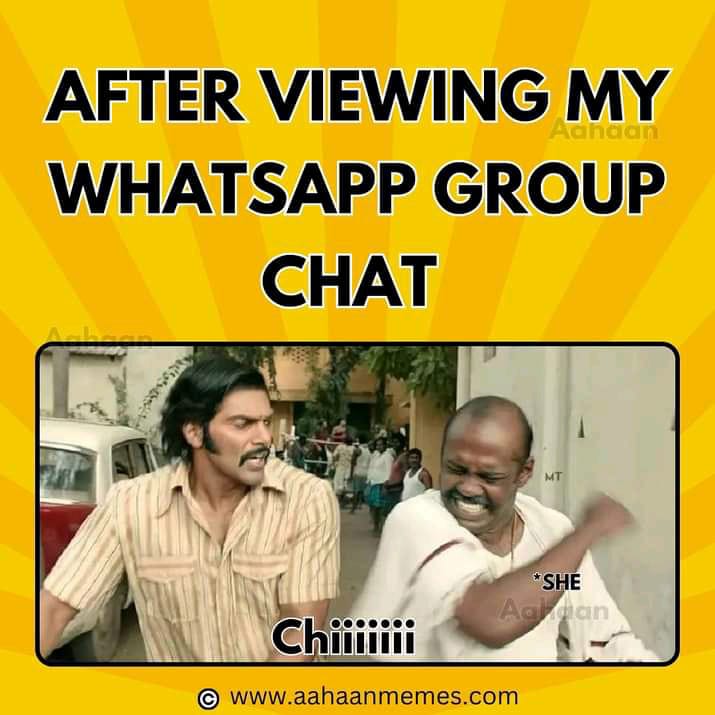 AFTER VIEWING MY
Aahaan
WHATSAPP GROUP
CHAT
Aahaan
MT
*SHE
Aahaan
Chiiiiiii
© www.aahaanmemes.com